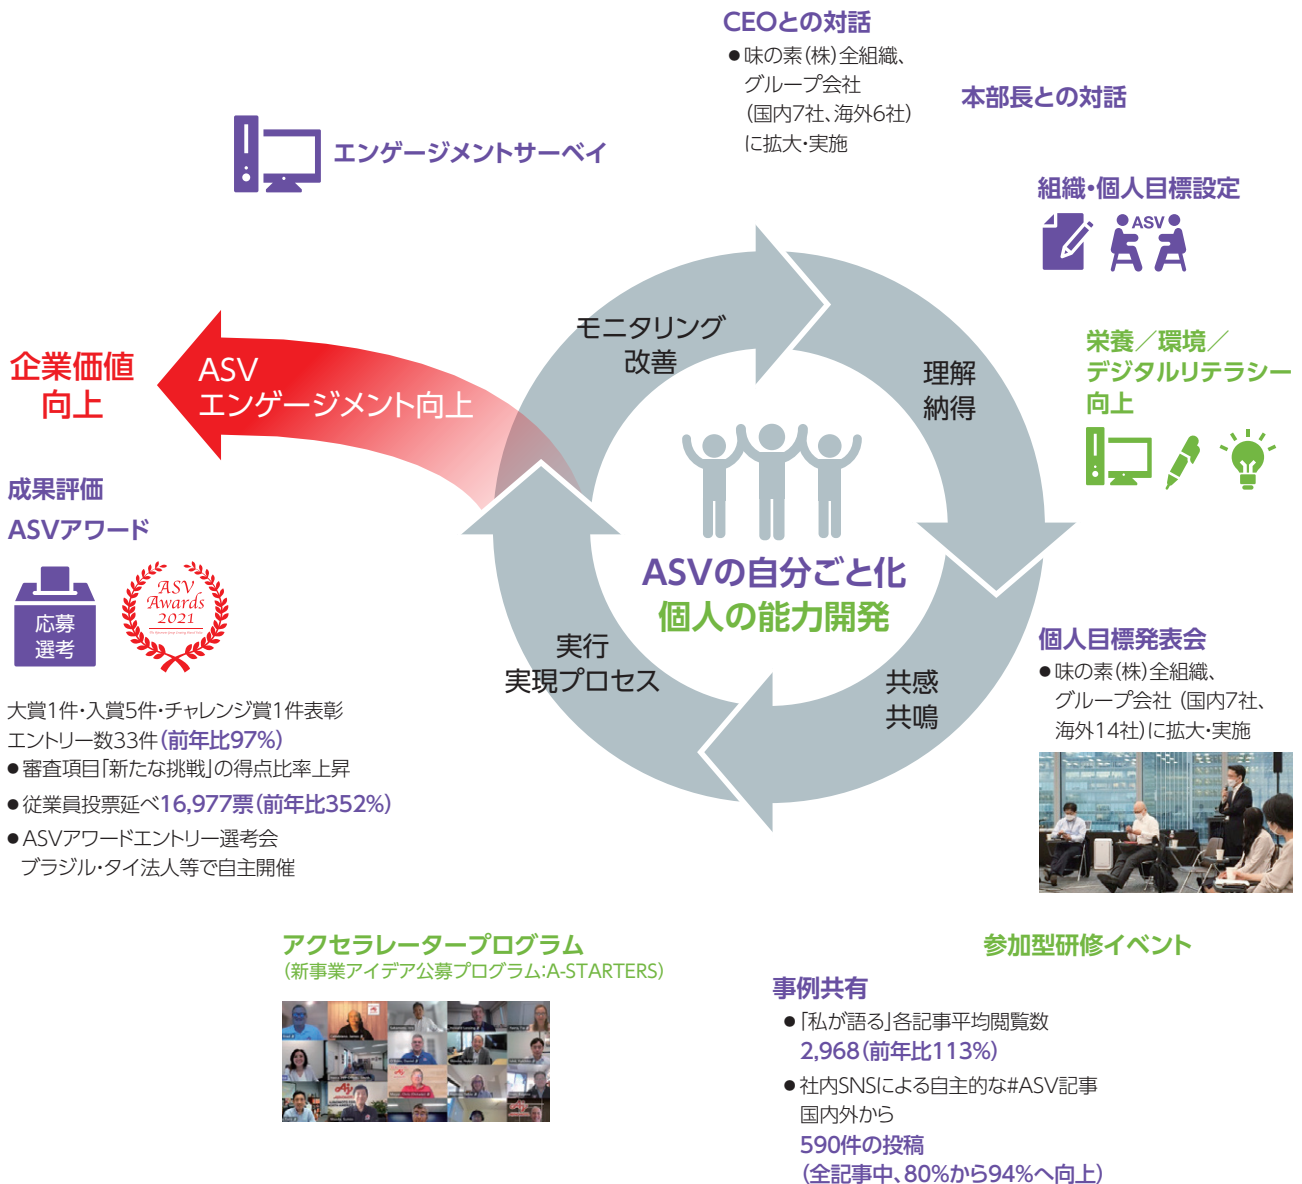 CEOとの対話
●味の素(株)全組織、
グループ会社
(国内7社、海外6社)
に拡大・実施
本部長との対話
エンゲージメントサーベイ
組織・個人目標設定
ASV
栄養／環境／
デジタルリテラシー
向上
モニタリング
改善
理解
納得
企業価値
向上
ASV
エンゲージメント向上
ASVの自分ごと化
個人の能力開発
実行
実現プロセス
共感
共鳴
成果評価
ASVアワード
応募
選考
ASV
Awards
2021
大賞1件・入賞5件・チャレンジ賞1件表彰
エントリー数33件(前年比97%)
●審査項目「新たな挑戦」の得点比率上昇
●従業員投票延べ16,977票(前年比352%)
●ASVアワードエントリー選考会
ブラジル・タイ法人等で自主開催
個人目標発表会
●味の素(株)全組織、
グループ会社 (国内7社、
海外14社)に拡大・実施
アクセラレータープログラム
(新事業アイデア公募プログラム:A-STARTERS)
参加型研修イベント
事例共有
●「私が語る」各記事平均閲覧数
2,968(前年比113%)
●社内SNSによる自主的な#ASV記事
国内外から
590件の投稿
(全記事中、80%から94%へ向上)